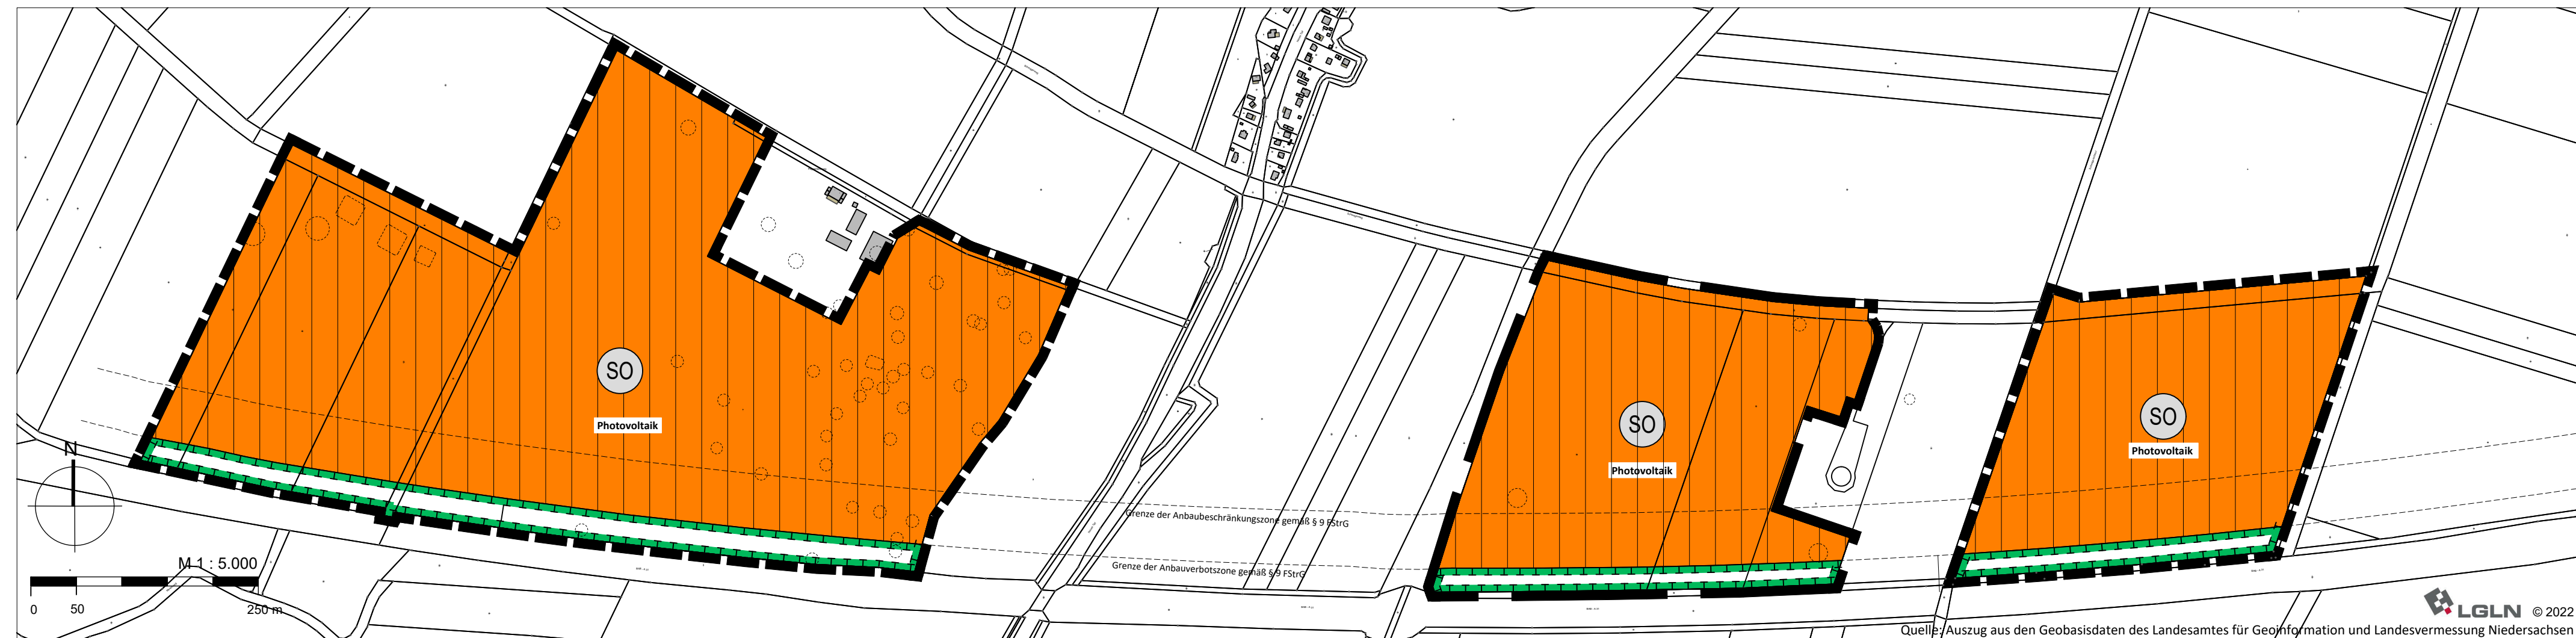 SO
Photovoltaik
SO
Photovoltaik
SO
Photovoltaik
Grenze der Anbaubeschränkungszone gemäß § 9 FStrG
Grenze der Anbauverbotszone gemäß § 9 FStrG
N
M 1 : 5.000
0 50 250 m
LGLN © 2022
Quelle: Auszug aus den Geobasisdaten des Landesamtes für Geoinformation und Landesvermessung Niedersachsen